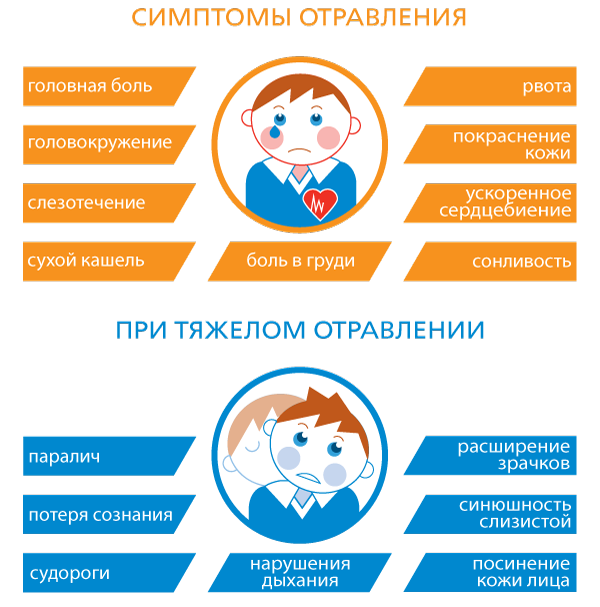 СИМПТОМЫ ОТРАВЛЕНИЯ
головная боль
рвота
головокружение
покраснение
кожи
слезотечение
ускоренное
сердцебиение
сухой кашель
боль в груди
сонливость
ПРИ ТЯЖЕЛОМ ОТРАВЛЕНИИ
паралич
расширение
зрачков
потеря сознания
синюшность
слизистой
судороги
нарушения
дыхания
посинение
кожи лица